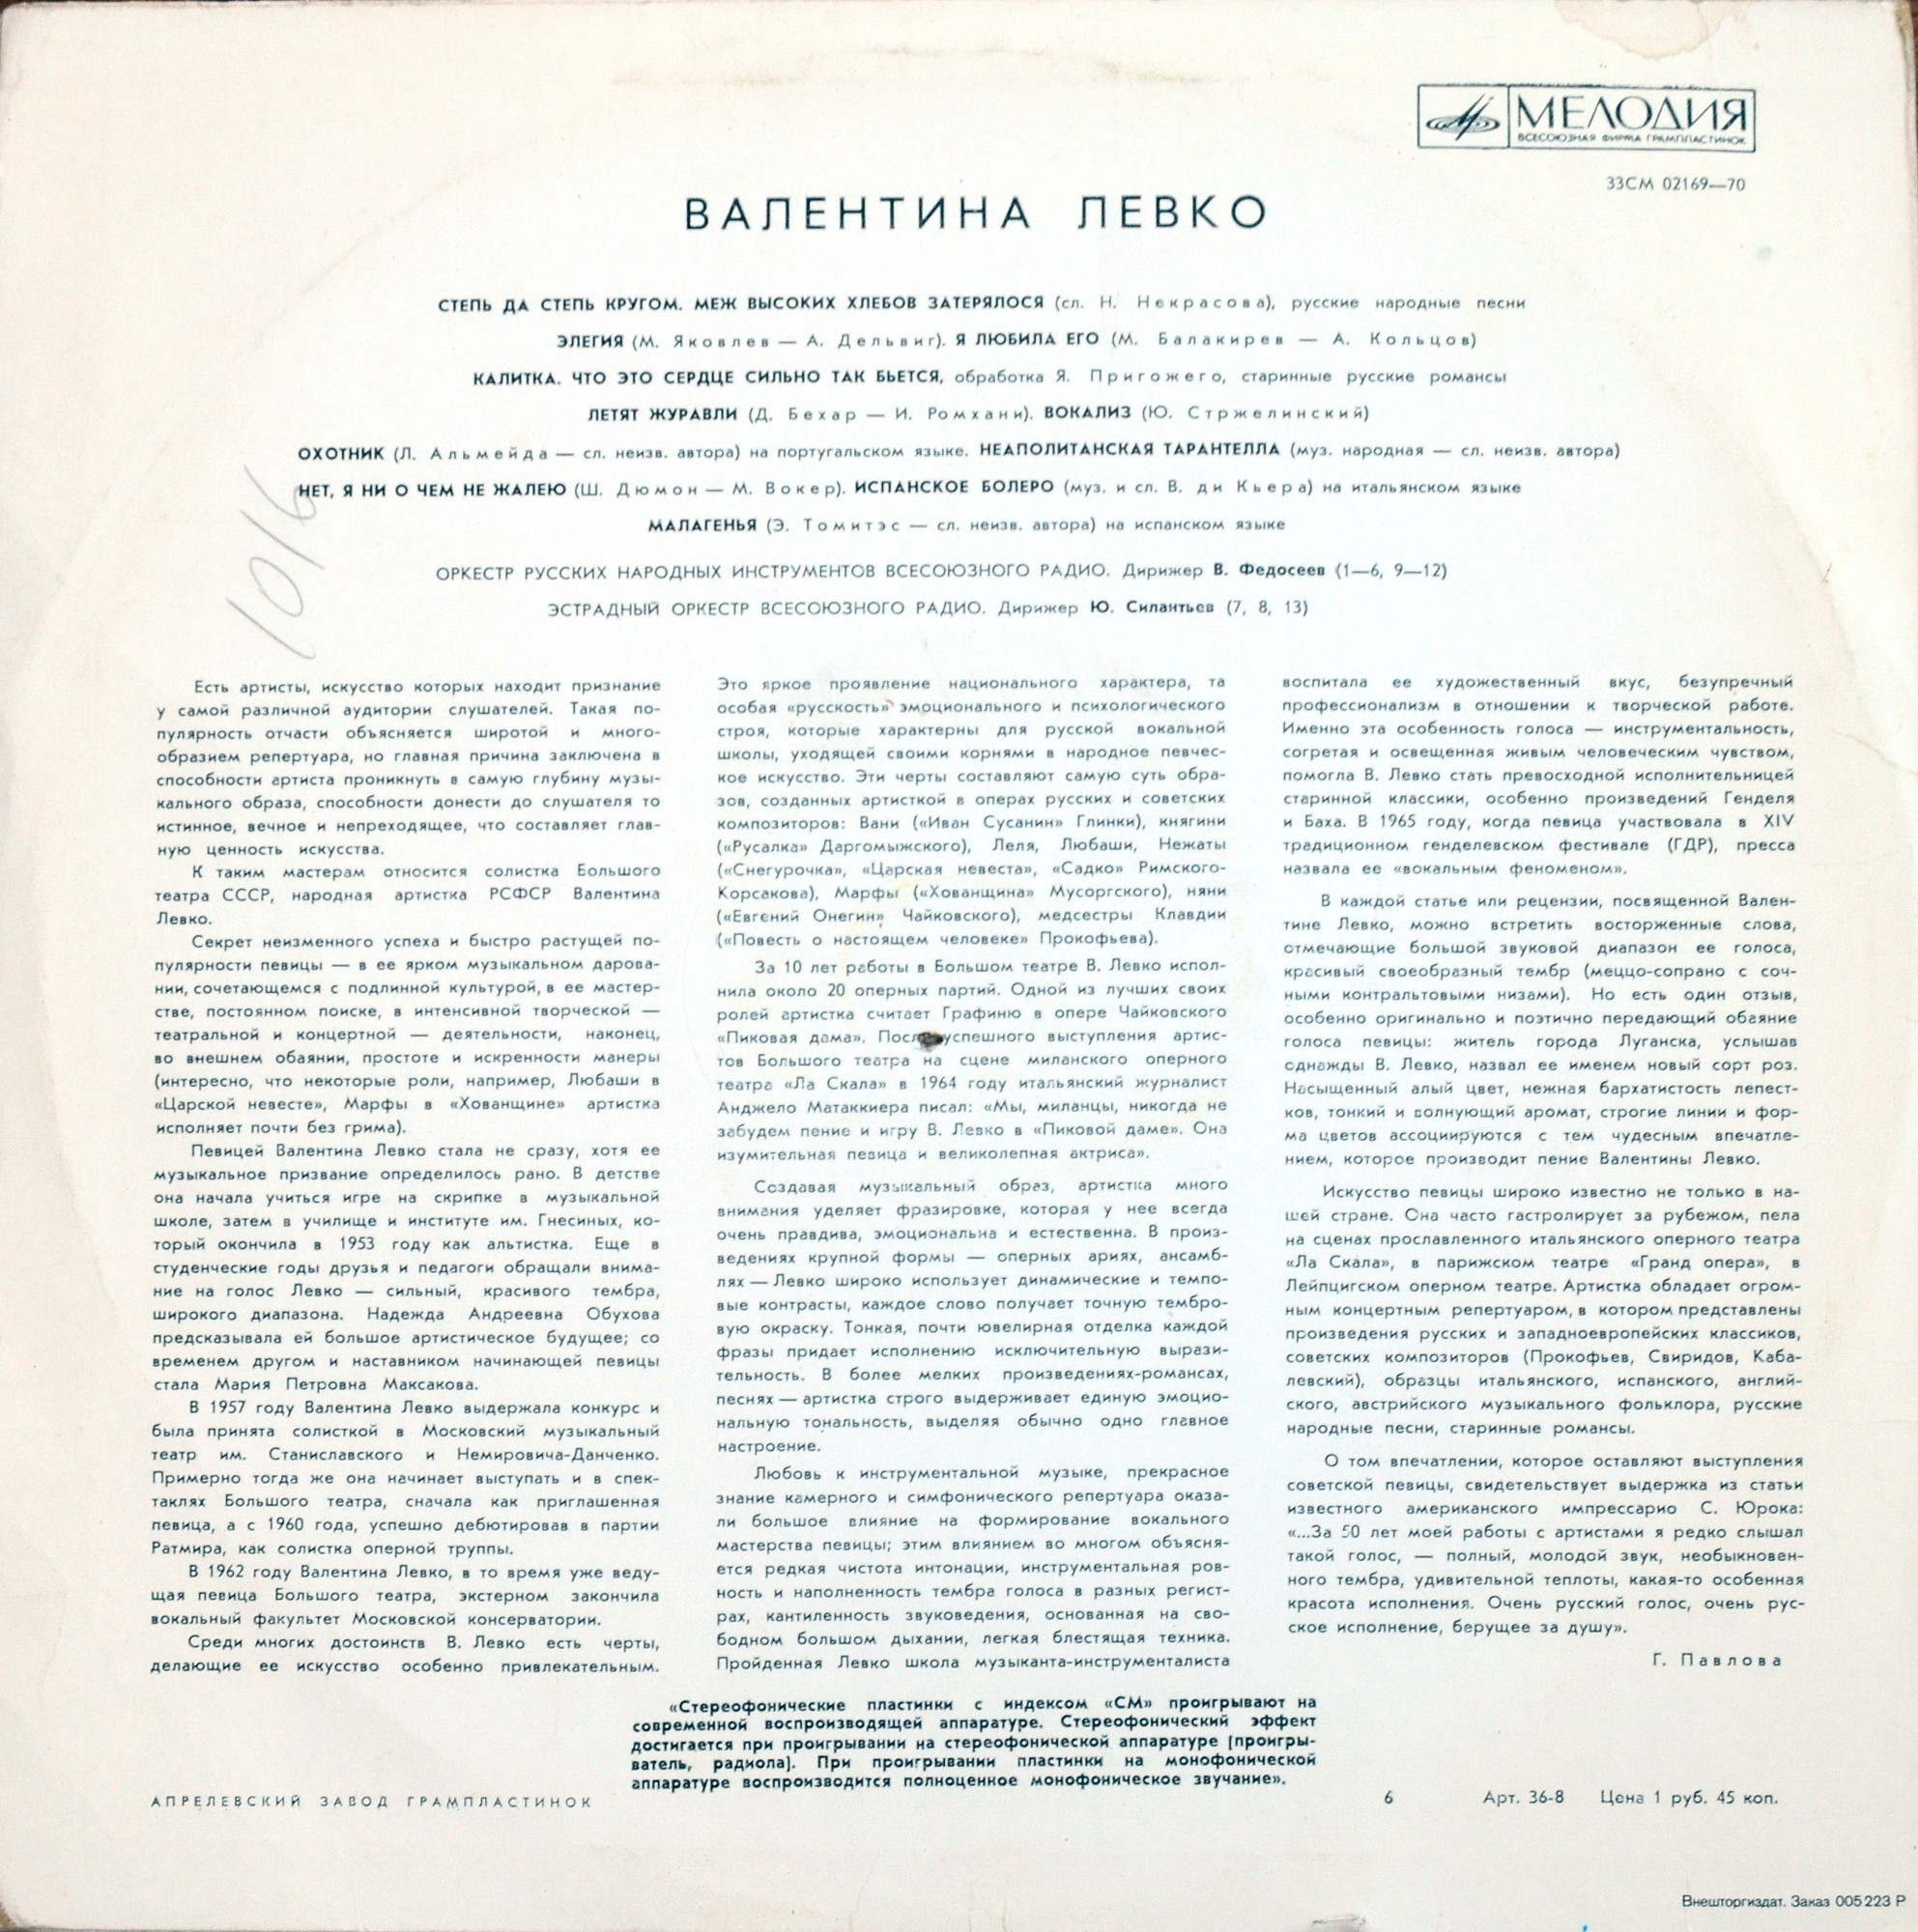 МЕЛОДИЯ
ВСЕСОЮЗНАЯ ФИРМА ГРАМПЛАСТИНОК
33СМ 02169—70
ВАЛЕНТИНА ЛЕВКО
СТЕПЬ ДА СТЕПЬ КРУГОМ. МЕЖ ВЫСОКИХ ХЛЕБОВ ЗАТЕРЯЛОСЯ (сл. Н. Некрасова), русские народные песни
ЭЛЕГИЯ (М. Яковлев — А. Дельвиг). Я ЛЮБИЛА ЕГО (М. Балакирев — А. Кольцов)
КАЛИТКА. ЧТО ЭТО СЕРДЦЕ СИЛЬНО ТАК БЬЕТСЯ, обработка Я. Пригожего, старинные русские романсы
ЛЕТЯТ ЖУРАВЛИ (Д. Бехар — И. Ромхани). ВОКАЛИЗ (Ю. Стржелинский)
ОХОТНИК (Л. Альмейда — сл. неизв. автора) на португальском языке. НЕАПОЛИТАНСКАЯ ТАРАНТЕЛЛА (муз. народная — сл. неизв. автора)
НЕТ, Я НИ О ЧЕМ НЕ ЖАЛЕЮ (Ш. Дюмон — М. Вокер). ИСПАНСКОЕ БОЛЕРО (муз. и сл. В. ди Кьера) на итальянском языке
МАЛАГЕНЬЯ (Э. Томитэс — сл. неизв. автора) на испанском языке
ОРКЕСТР РУССКИХ НАРОДНЫХ ИНСТРУМЕНТОВ ВСЕСОЮЗНОГО РАДИО. Дирижер В. Федосеев (1—6, 9—12)
ЭСТРАДНЫЙ ОРКЕСТР ВСЕСОЮЗНОГО РАДИО. Дирижер Ю. Силантьев (7, 8, 13)
10/6
Есть артисты, искусство которых находит признание
у самой различной аудитории слушателей. Такая по-
пулярность отчасти объясняется широтой и много-
образием репертуара, но главная причина заключена в
способности артиста проникнуть в самую глубину музы-
кального образа, способности донести до слушателя то
истинное, вечное и непреходящее, что составляет глав-
ную ценность искусства.
К таким мастерам относится солистка Большого
театра СССР, народная артистка РСФСР Валентина
Левко.
Секрет неизменного успеха и быстро растущей по-
пулярности певицы — в ее ярком музыкальном дарова-
нии, сочетающемся с подлинной культурой, в ее мастер-
стве, постоянном поиске, в интенсивной творческой —
театральной и концертной — деятельности, наконец,
во внешнем обаянии, простоте и искренности манеры
(интересно, что некоторые роли, например, Любаши в
«Царской невесте», Марфы в «Хованщине» артистка
исполняет почти без грима).
Певицей Валентина Левко стала не сразу, хотя ее
музыкальное призвание определилось рано. В детстве
она начала учиться игре на скрипке в музыкальной
школе, затем в училище и институте им. Гнесиных, ко-
торый окончила в 1953 году как альтистка. Еще в
студенческие годы друзья и педагоги обращали внима-
ние на голос Левко — сильный, красивого тембра,
широкого диапазона. Надежда Андреевна Обухова
предсказывала ей большое артистическое будущее; со
временем другом и наставником начинающей певицы
стала Мария Петровна Максакова.
В 1957 году Валентина Левко выдержала конкурс и
была принята солисткой в Московский музыкальный
театр им. Станиславского и Немировича-Данченко.
Примерно тогда же она начинает выступать и в спек-
таклях Большого театра, сначала как приглашенная
певица, а с 1960 года, успешно дебютировав в партии
Ратмира, как солистка оперной труппы.
В 1962 году Валентина Левко, в то время уже веду-
щая певица Большого театра, экстерном закончила
вокальный факультет Московской консерватории.
Среди многих достоинств В. Левко есть черты,
делающие ее искусство особенно привлекательным.
Это яркое проявление национального характера, та
особая «русскость» эмоционального и психологического
строя, которые характерны для русской вокальной
школы, уходящей своими корнями в народное певчес-
кое искусство. Эти черты составляют самую суть обра-
зов, созданных артисткой в операх русских и советских
композиторов: Вани («Иван Сусанин» Глинки), княгини
(«Русалка» Даргомыжского), Леля, Любаши, Нежаты
(«Снегурочка», «Царская невеста», «Садко» Римского-
Корсакова), Марфы («Хованщина» Мусоргского), няни
(«Евгений Онегин» Чайковского), медсестры Клавдии
(«Повесть о настоящем человеке» Прокофьева).
За 10 лет работы в Большом театре В. Левко испол-
нила около 20 оперных партий. Одной из лучших своих
ролей артистка считает Графиню в опере Чайковского
«Пиковая дама». После успешного выступления артис-
тов Большого театра на сцене миланского оперного
театра «Ла Скала» в 1964 году итальянский журналист
Анджело Матаккиера писал: «Мы, миланцы, никогда не
забудем пение и игру В. Левко в «Пиковой даме». Она
изумительная певица и великолепная актриса».
Создавая музыкальный образ, артистка много
внимания уделяет фразировке, которая у нее всегда
очень правдива, эмоциональна и естественна. В произ-
ведениях крупной формы — оперных ариях, ансамб-
лях — Левко широко использует динамические и темпо-
вые контрасты, каждое слово получает точную тембро-
вую окраску. Тонкая, почти ювелирная отделка каждой
фразы придает исполнению исключительную вырази-
тельность. В более мелких произведениях-романсах,
песнях — артистка строго выдерживает единую эмоцио-
нальную тональность, выделяя обычно одно главное
настроение.
Любовь к инструментальной музыке, прекрасное
знание камерного и симфонического репертуара оказа-
ли большое влияние на формирование вокального
мастерства певицы; этим влиянием во многом объясня-
ется редкая чистота интонации, инструментальная ров-
ность и наполненность тембра голоса в разных регист-
рах, кантиленность звуковедения, основанная на сво-
бодном большом дыхании, легкая блестящая техника.
Пройденная Левко школа музыканта-инструменталиста
воспитала ее художественный вкус, безупречный
профессионализм в отношении к творческой работе.
Именно эта особенность голоса — инструментальность,
согретая и освещенная живым человеческим чувством,
помогла В. Левко стать превосходной исполнительницей
старинной классики, особенно произведений Генделя
и Баха. В 1965 году, когда певица участвовала в XIV
традиционном генделевском фестивале (ГДР), пресса
назвала ее «вокальным феноменом».
В каждой статье или рецензии, посвященной Вален-
тине Левко, можно встретить восторженные слова,
отмечающие большой звуковой диапазон ее голоса,
красивый своеобразный тембр (меццо-сопрано с соч-
ными контральтовыми низами). Но есть один отзыв,
особенно оригинально и поэтично передающий обаяние
голоса певицы: житель города Луганска, услышав
однажды В. Левко, назвал ее именем новый сорт роз.
Насыщенный алый цвет, нежная бархатистость лепест-
ков, тонкий и волнующий аромат, строгие линии и фор-
ма цветов ассоциируются с тем чудесным впечатле-
нием, которое производит пение Валентины Левко.
Искусство певицы широко известно не только в на-
шей стране. Она часто гастролирует за рубежом, пела
на сценах прославленного итальянского оперного театра
«Ла Скала», в парижском театре «Гранд опера», в
Лейпцигском оперном театре. Артистка обладает огром-
ным концертным репертуаром, в котором представлены
произведения русских и западноевропейских классиков,
советских композиторов (Прокофьев, Свиридов, Каба-
левский), образцы итальянского, испанского, англий-
ского, австрийского музыкального фольклора, русские
народные песни, старинные романсы.
О том впечатлении, которое оставляют выступления
советской певицы, свидетельствует выдержка из статьи
известного американского импрессарио С. Юрока:
«...За 50 лет моей работы с артистами я редко слышал
такой голос, — полный, молодой звук, необыкновен-
ного тембра, удивительной теплоты, какая-то особенная
красота исполнения. Очень русский голос, очень рус-
ское исполнение, берущее за душу».
Г. Павлова
«Стереофонические пластинки с индексом «СМ» проигрывают на
современной воспроизводящей аппаратуре. Стереофонический эффект
достигается при проигрывании на стереофонической аппаратуре (проигры-
ватель, радиола). При проигрывании пластинки на монофонической
аппаратуре воспроизводится полноценное монофоническое звучание».
АПРЕЛЕВСКИЙ ЗАВОД ГРАМПЛАСТИНОК
6 Арт. 36-8 Цена 1 руб. 45 коп.
Внешторгиздат. Заказ 005223 Р